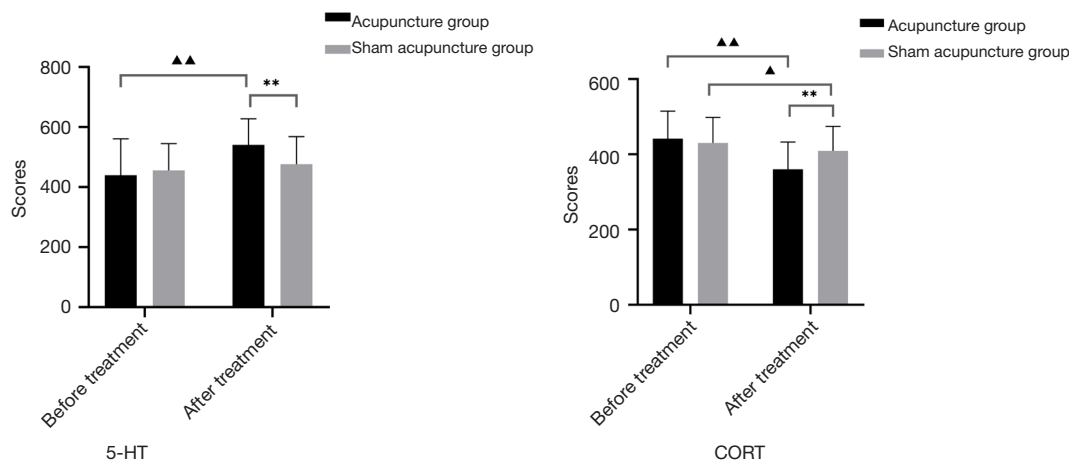 Acupuncture group
Sham acupuncture group
800
600
400
200
0
Scores
▲▲
**
Before treatment
After treatment
5-HT
Acupuncture group
Sham acupuncture group
600
400
200
0
Scores
▲▲
▲
**
Before treatment
After treatment
CORT